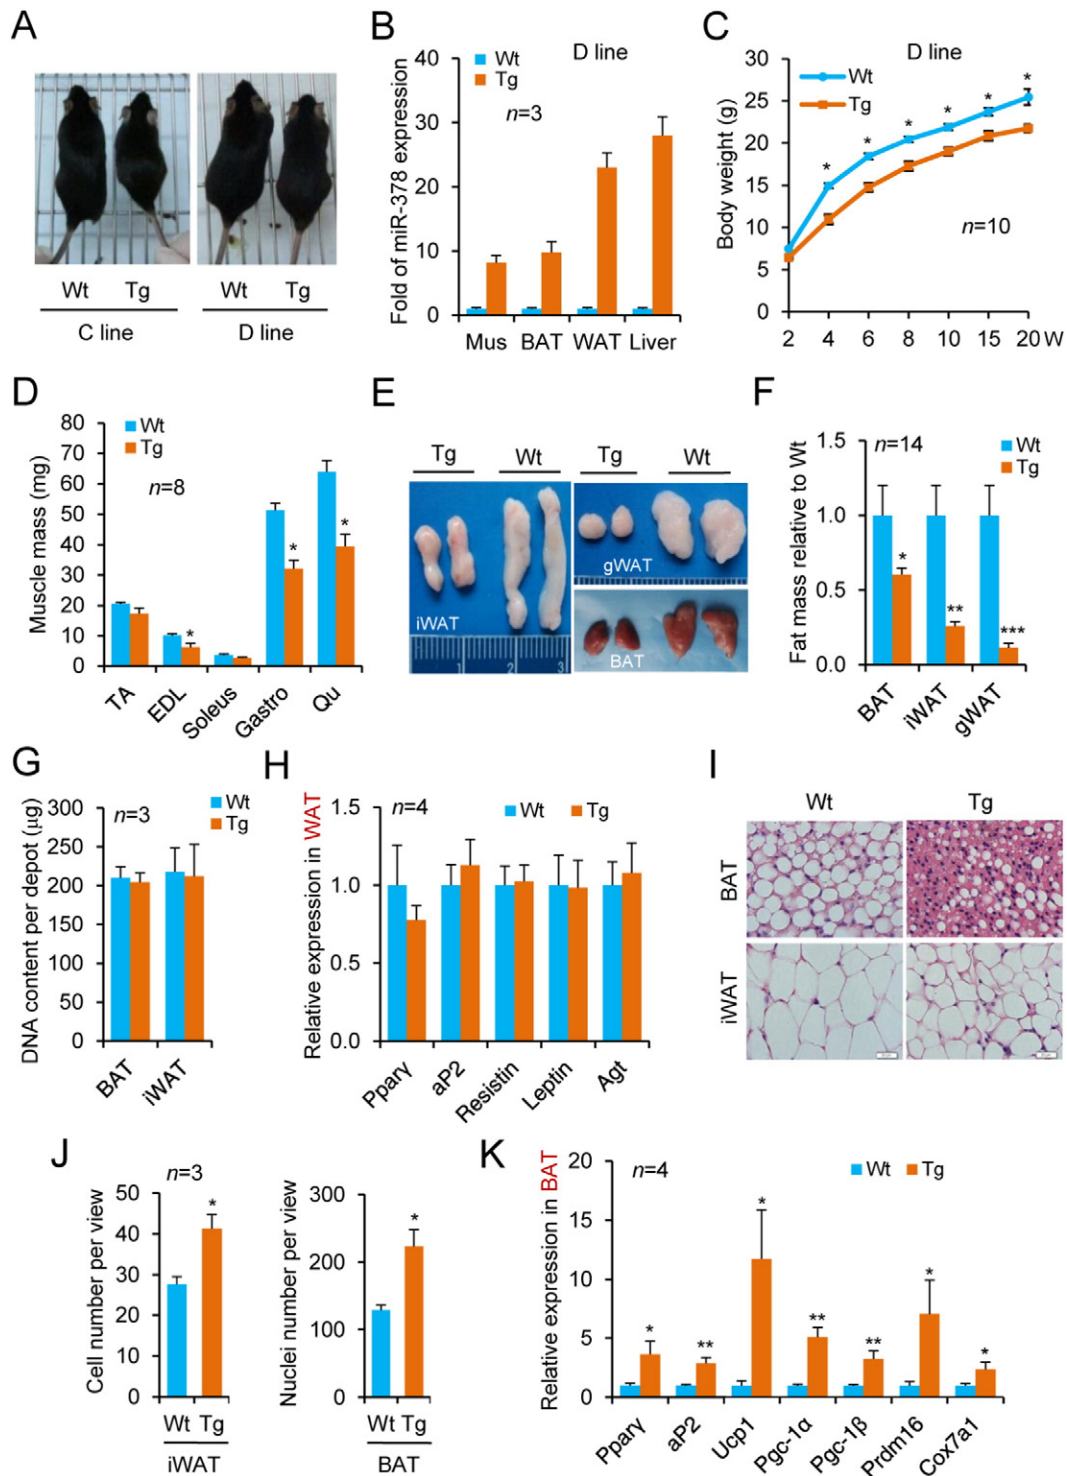 A
Wt Tg Wt Tg
C line D line
B
D line
Wt
Tg
n=3
Fold of miR-378 expression
40
30
20
10
0
Mus BAT WAT Liver
C
D line
Wt
Tg
Body weight (g)
30
25
20
15
10
5
0
* * * * * *
n=10
2 4 6 8 10 15 20 W
D
Wt
Tg
n=8
Muscle mass (mg)
80
70
60
50
40
30
20
10
0
* * *
TA EDL Soleus Gastro Qu
E
Tg Wt Tg Wt
gWAT
iWAT
BAT
1 2 3
F
n=14
Wt
Tg
Fat mass relative to Wt
1.5
1.0
0.5
0.0
* ** ***
BAT iWAT gWAT
G
n=3
Wt
Tg
DNA content per depot (µg)
300
250
200
150
100
50
0
BAT iWAT
H
n=4
Wt Tg
Relative expression in WAT
1.5
1.0
0.5
0.0
Pparγ aP2 Resistin Leptin Agt
I
Wt Tg
BAT
iWAT
J
n=3
Cell number per view
50
40
30
20
10
0
*
Wt Tg
iWAT
Nuclei number per view
300
200
100
0
*
Wt Tg
BAT
K
n=4
Wt Tg
Relative expression in BAT
20
15
10
5
0
* ** * ** ** * *
Pparγ aP2 Ucp1 Pgc-1α Pgc-1β Prdm16 Cox7a1